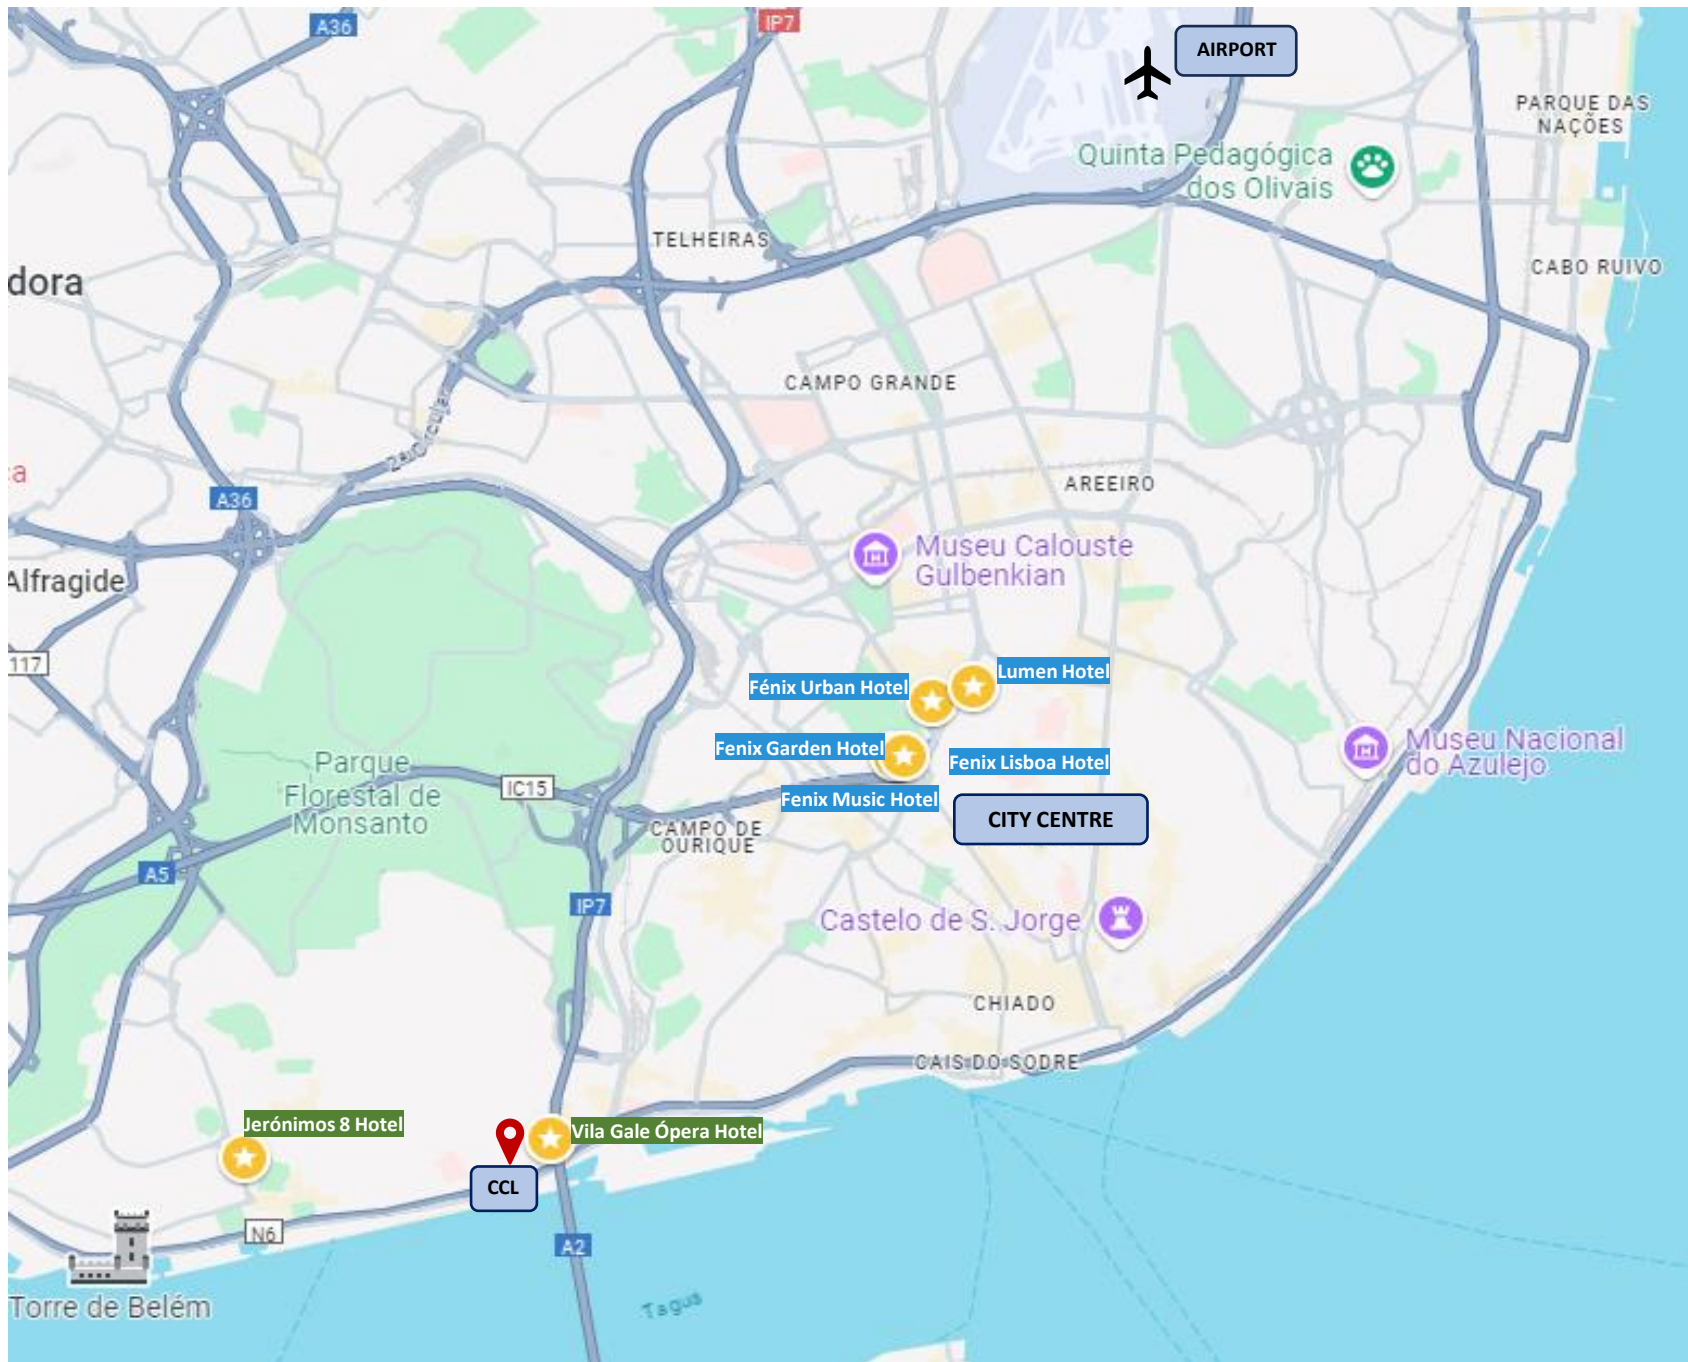 A36
IP7
AIRPORT
PARQUE DAS
NAÇÕES
Quinta Pedagógica
dos Olivais
TELHEIRAS
CABO RUIVO
dora
CAMPO GRANDE
2ª Circular
ça
A36
AREEIRO
Museu Calouste
Gulbenkian
Alfragide
117
Lumen Hotel
Fénix Urban Hotel
Fenix Garden Hotel
Fenix Lisboa Hotel
Museu Nacional
do Azulejo
Parque
Florestal de
Monsanto
IC15
Fenix Music Hotel
CITY CENTRE
CAMPO DE
OURIQUE
A5
IP7
Castelo de S. Jorge
CHIADO
CAIS DO SODRE
Jerónimos 8 Hotel
Vila Gale Ópera Hotel
CCL
N6
A2
Torre de Belém
Tagus